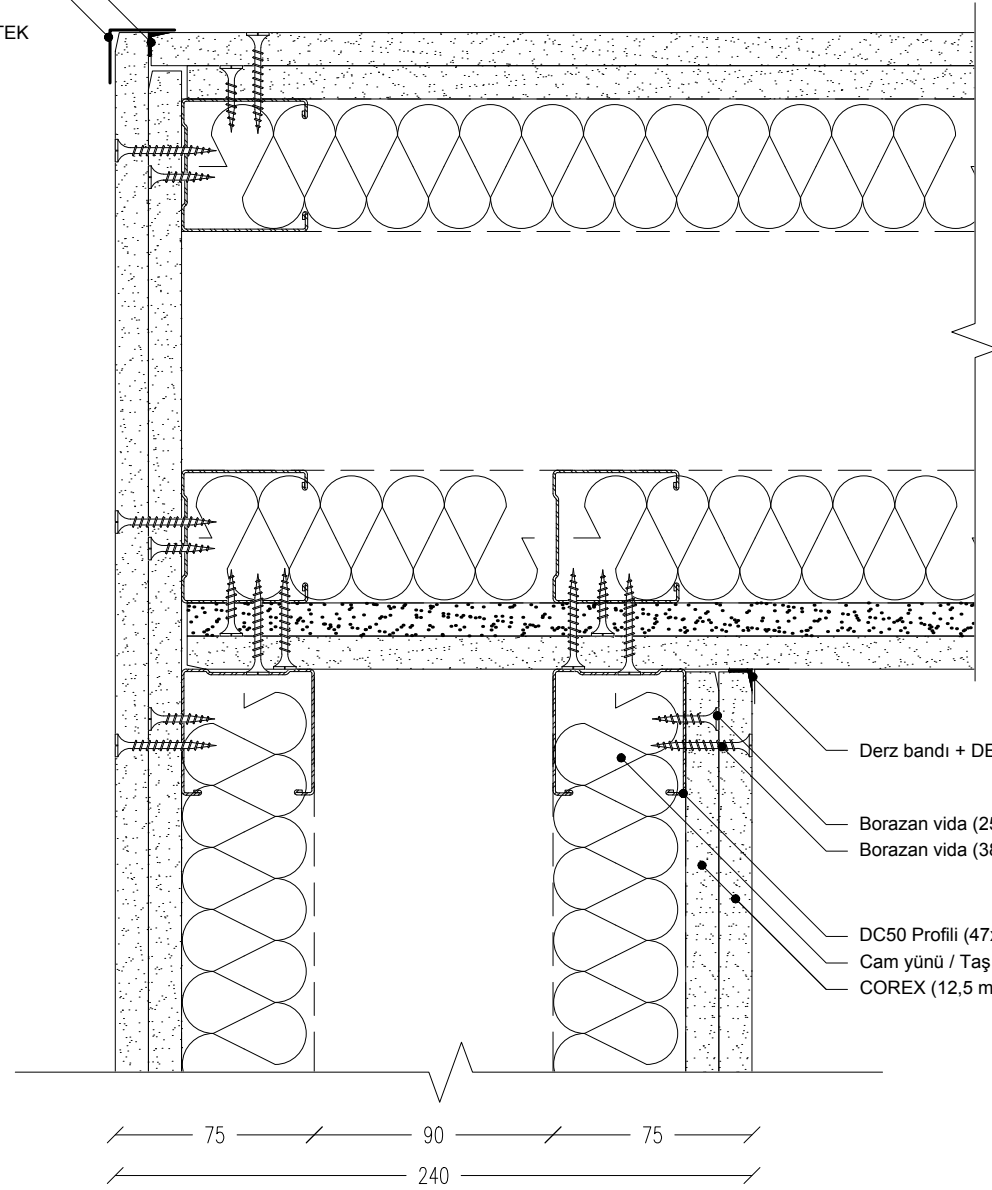 TEK
Derz bandı + DE
Borazan vida (25
Borazan vida (38
DC50 Profili (47
Cam yünü / Taş
COREX (12,5 m
75
90
75
240